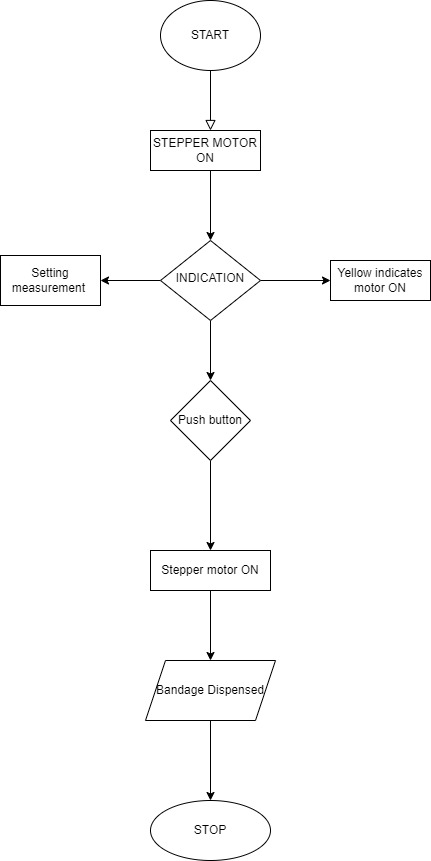 START
STEPPER MOTOR
ON
INDICATION
Setting
measurement
Yellow indicates
motor ON
Push button
Stepper motor ON
Bandage Dispensed
STOP